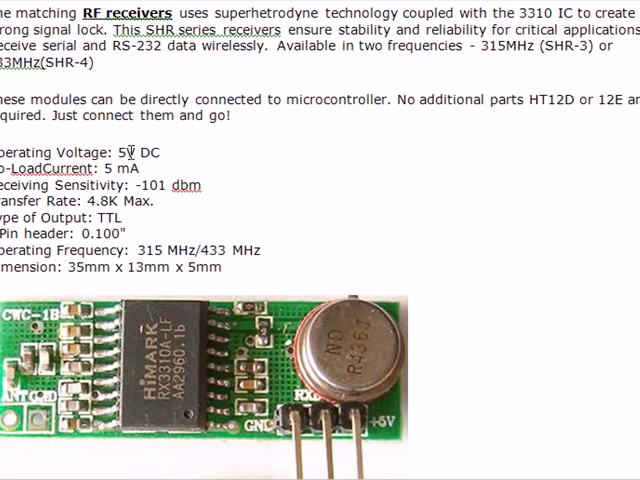 he matching RF receivers uses superhetrodyne technology coupled with the 3310 IC to create
rong signal lock. This SHR series receivers ensure stability and reliability for critical applications
eceive serial and RS-232 data wirelessly. Available in two frequencies - 315MHz (SHR-3) or
33MHz(SHR-4)
hese modules can be directly connected to microcontroller. No additional parts HT12D or 12E ar
quired. Just connect them and go!
perating Voltage: 5V DC
o-LoadCurrent: 5 mA
eceiving Sensitivity: -101 dbm
ransfer Rate: 4.8K Max.
ype of Output: TTL
Pin header: 0.100"
perating Frequency: 315 MHz/433 MHz
imension: 35mm x 13mm x 5mm
CWC-1B
HiMARK
RX3310A-LF
AA2960.1b
ND
R436J
ANT
GND
+5V